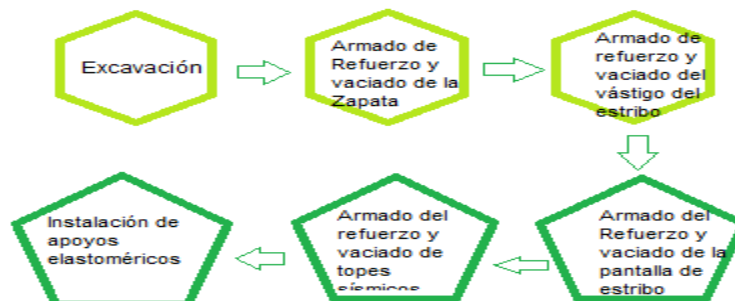 Excavación
Armado de
Refuerzo y
vaciado de la
Zapata
Armado de
refuerzo y
vaciado del
vástigo del
estribo
Armado del
Refuerzo y
vaciado de la
pantalla de
estribo
Armado del
refuerzo y
vaciado de
topes
sísmicos
Instalación de
apoyos
elastoméricos